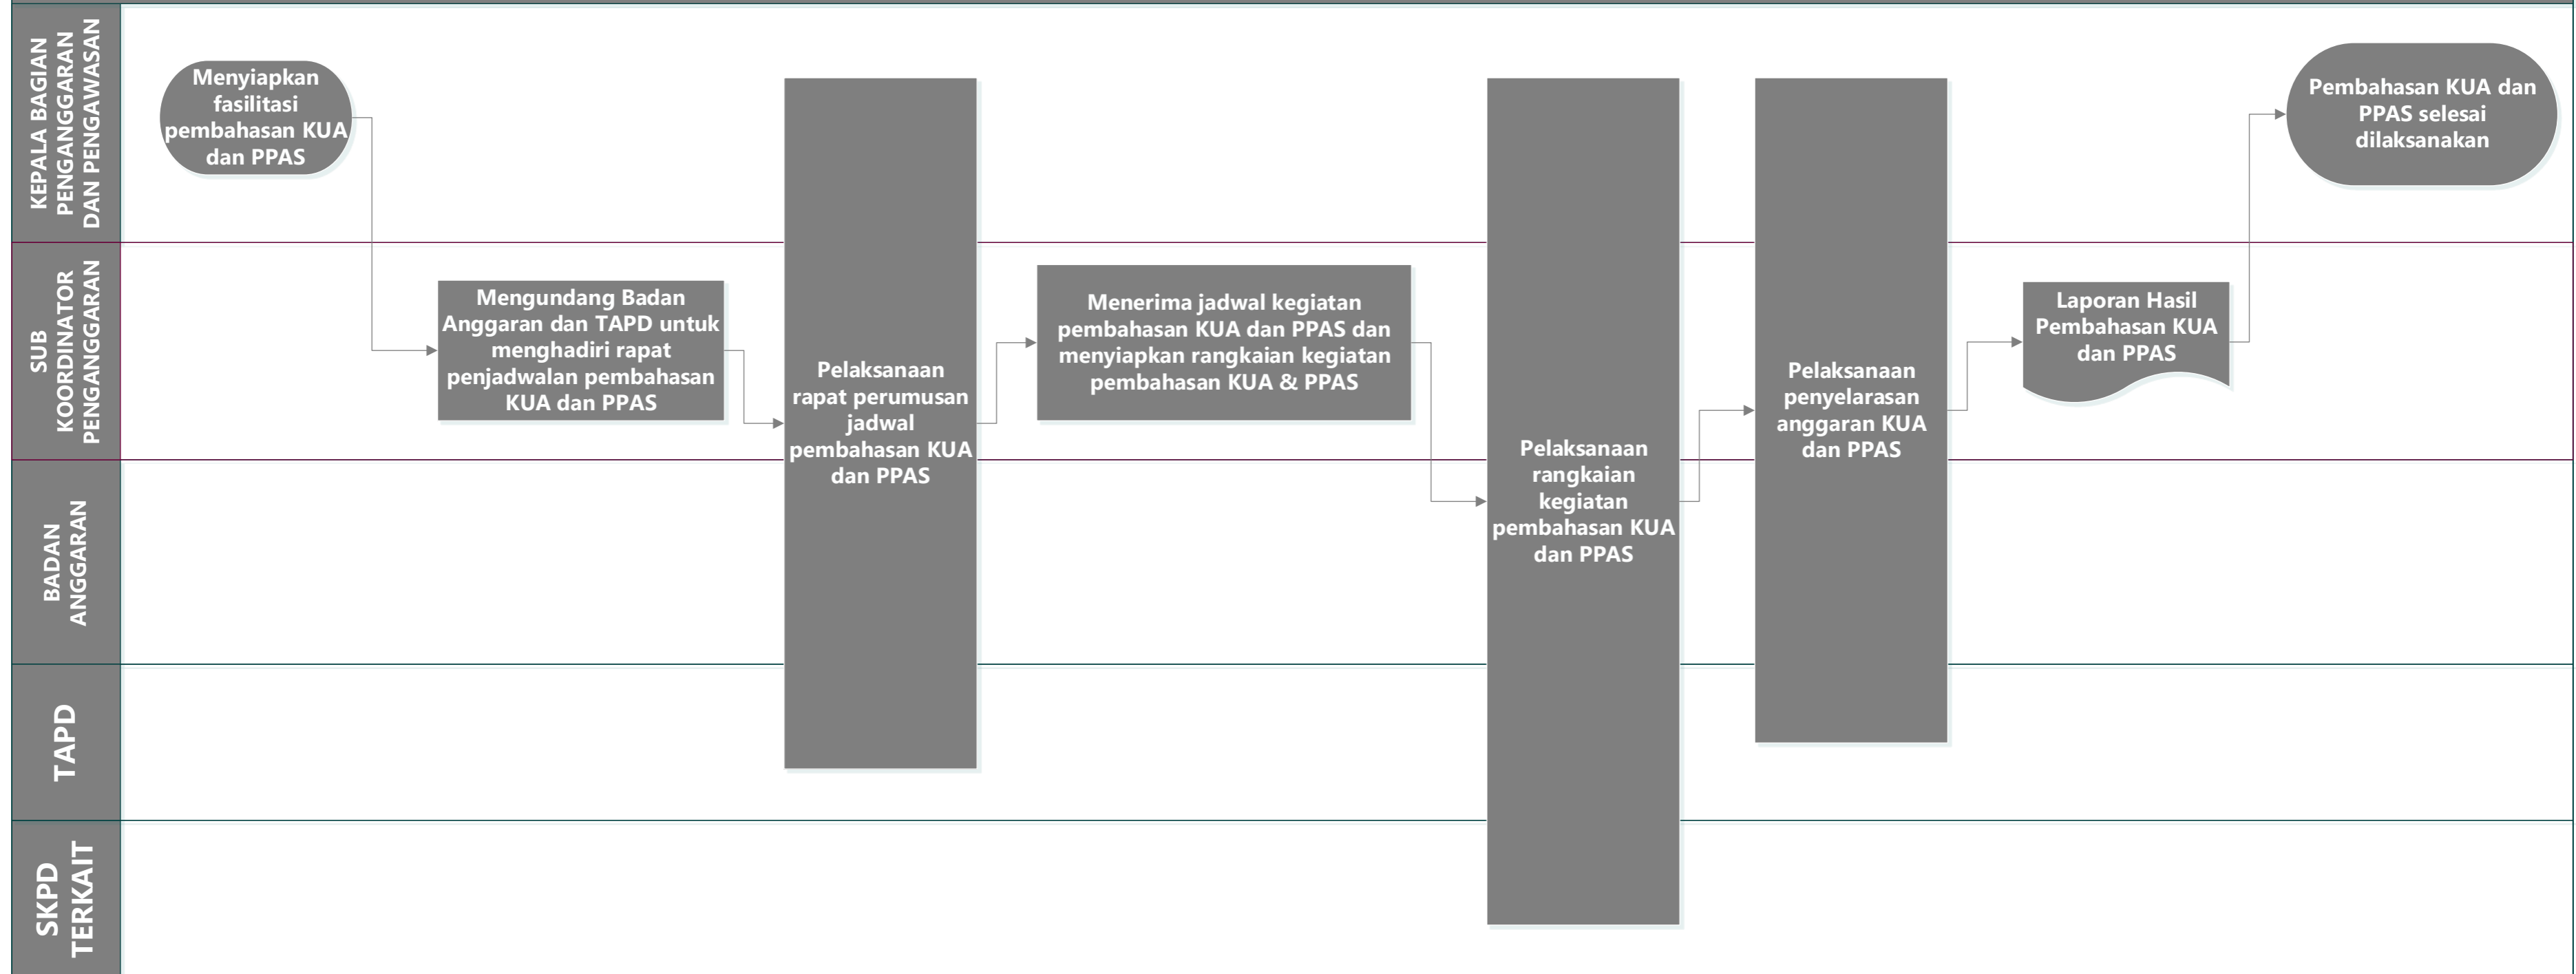 KEPALA BAGIAN
PENGANGGARAN
DAN PENGAWASAN
Menyiapkan
fasilitasi
pembahasan KUA
dan PPAS
Pembahasan KUA dan
PPAS selesai
dilaksanakan
SUB
KOORDINATOR
PENGANGGARAN
Mengundang Badan
Anggaran dan TAPD untuk
menghadiri rapat
penjadwalan pembahasan
KUA dan PPAS
Pelaksanaan
rapat perumusan
jadwal
pembahasan KUA
dan PPAS
Menerima jadwal kegiatan
pembahasan KUA dan PPAS dan
menyiapkan rangkaian kegiatan
pembahasan KUA & PPAS
Pelaksanaan
rangkaian
kegiatan
pembahasan KUA
dan PPAS
Pelaksanaan
penyelarasan
anggaran KUA
dan PPAS
Laporan Hasil
Pembahasan KUA
dan PPAS
BADAN
ANGGARAN
TAPD
SKPD
TERKAIT